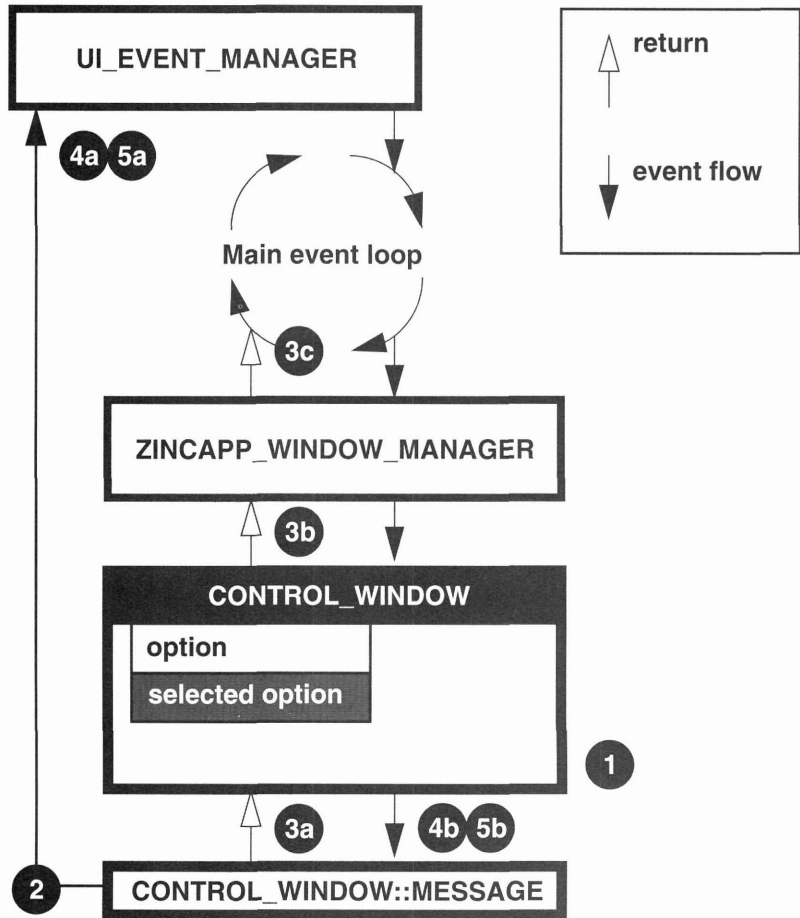 UI_EVENT_MANAGER
return
4a 5a
event flow
Main event loop
3c
ZINCAPP_WINDOW_MANAGER
3b
CONTROL_WINDOW
option
selected option
1
3a
4b 5b
2
CONTROL_WINDOW::MESSAGE